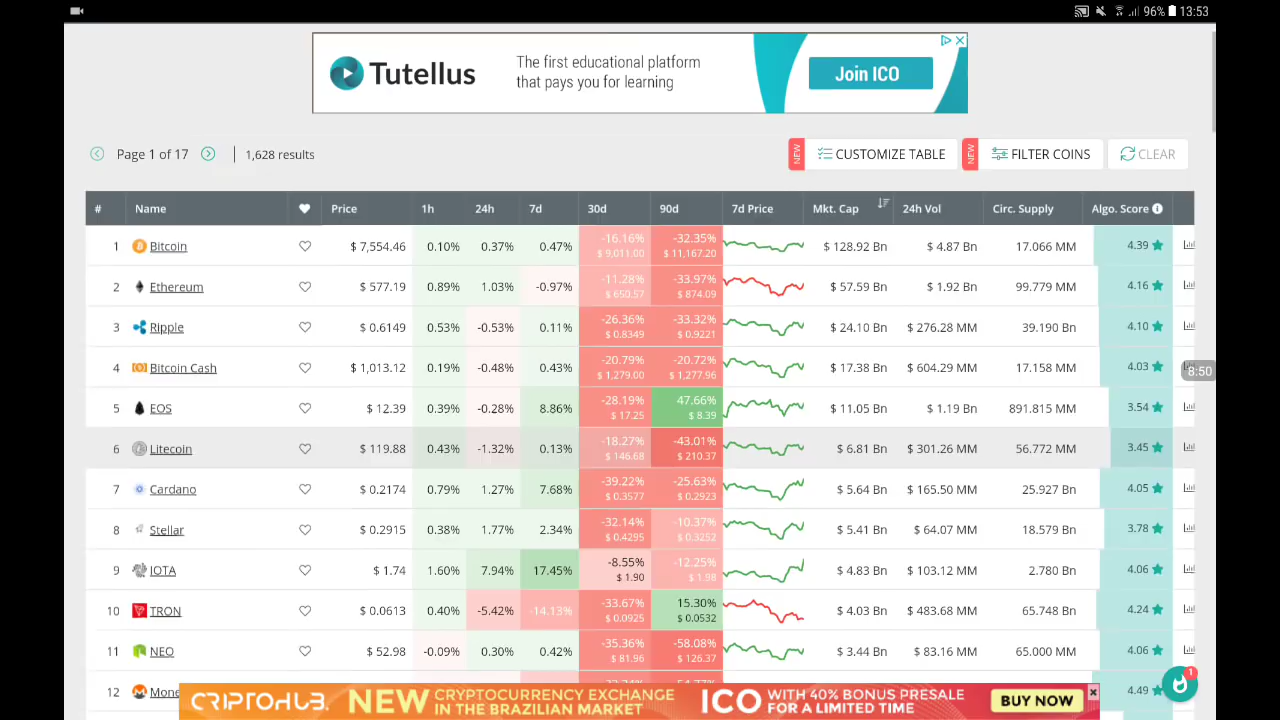 96% 13:53
Tutellus
The first educational platform
that pays you for learning
Join ICO
Page 1 of 17 | 1,628 results
NEW CUSTOMIZE TABLE NEW FILTER COINS CLEAR
# Name Price 1h 24h 7d 30d 90d 7d Price Mkt. Cap 24h Vol Circ. Supply Algo. Score
1 Bitcoin $ 7,554.46 0.10% 0.37% 0.47% -16.16% -32.35% $ 128.92 Bn $ 4.87 Bn 17.066 MM 4.39
$ 9,011.00 $ 11,167.20
2 Ethereum $ 577.19 0.89% 1.03% -0.97% -11.28% -33.97% $ 57.59 Bn $ 1.92 Bn 99.779 MM 4.16
$ 650.57 $ 874.09
3 Ripple $ 0.6149 0.53% -0.53% 0.11% -26.36% -33.32% $ 24.10 Bn $ 276.28 MM 39.190 Bn 4.10
$ 0.8349 $ 0.9221
4 Bitcoin Cash $ 1,013.12 0.19% -0.48% 0.43% -20.79% -20.72% $ 17.38 Bn $ 604.29 MM 17.158 MM 4.03
$ 1,279.00 $ 1,277.96
8:50
5 EOS $ 12.39 0.39% -0.28% 8.86% -28.19% 47.66% $ 11.05 Bn $ 1.19 Bn 891.815 MM 3.54
$ 17.25 $ 8.39
6 Litecoin $ 119.88 0.43% -1.32% 0.13% -18.27% -43.01% $ 6.81 Bn $ 301.26 MM 56.772 MM 3.45
$ 146.68 $ 210.37
7 Cardano $ 0.2174 0.79% 1.27% 7.68% -39.22% -25.63% $ 5.64 Bn $ 165.50 MM 25.927 Bn 4.05
$ 0.3577 $ 0.2923
8 Stellar $ 0.2915 0.38% 1.77% 2.34% -32.14% -10.37% $ 5.41 Bn $ 64.07 MM 18.579 Bn 3.78
$ 0.4295 $ 0.3252
9 IOTA $ 1.74 1.60% 7.94% 17.45% -8.55% -12.25% $ 4.83 Bn $ 103.12 MM 2.780 Bn 4.06
$ 1.90 $ 1.98
10 TRON $ 0.0613 0.40% -5.42% -14.13% -33.67% 15.30% $ 4.03 Bn $ 483.68 MM 65.748 Bn 4.24
$ 0.0925 $ 0.0532
11 NEO $ 52.98 -0.09% 0.30% 0.42% -35.36% -58.08% $ 3.44 Bn $ 83.16 MM 65.000 MM 4.06
$ 81.96 $ 126.37
12 Mone 4.49
1
CRIPTOHUB. NEW CRYPTOCURRENCY EXCHANGE ICO WITH 40% BONUS PRESALE BUY NOW
IN THE BRAZILIAN MARKET FOR A LIMITED TIME